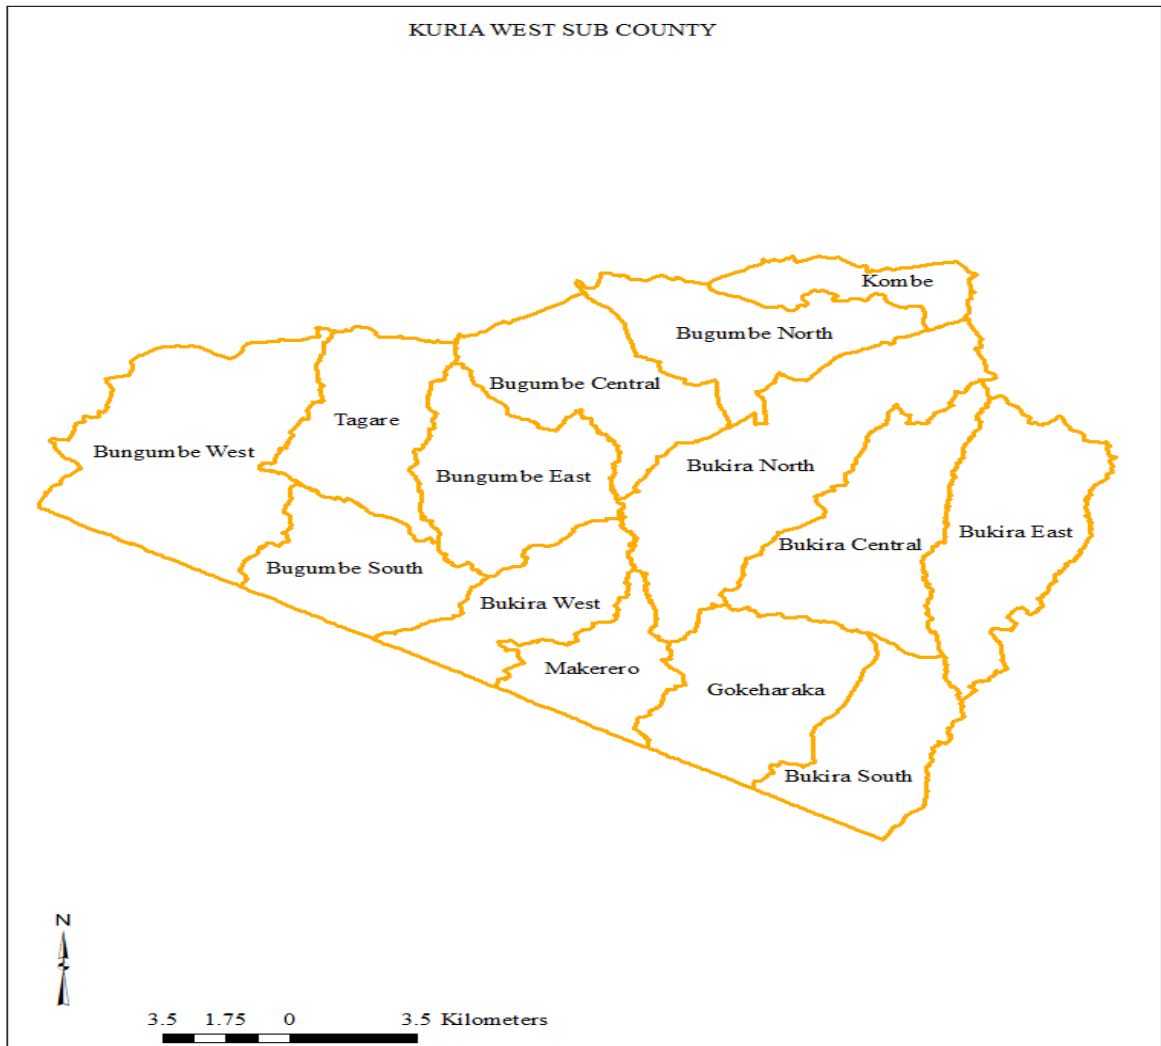 KURIA WEST SUB COUNTY
Kombe
Bugumbe North
Bugumbe Central
Tagare
Bungumbe West
Bukira North
Bungumbe East
Bukira East
Bukira Central
Bugumbe South
Bukira West
Makerero
Gokeharaka
Bukira South
N
3.5 1.75 0 3.5 Kilometers